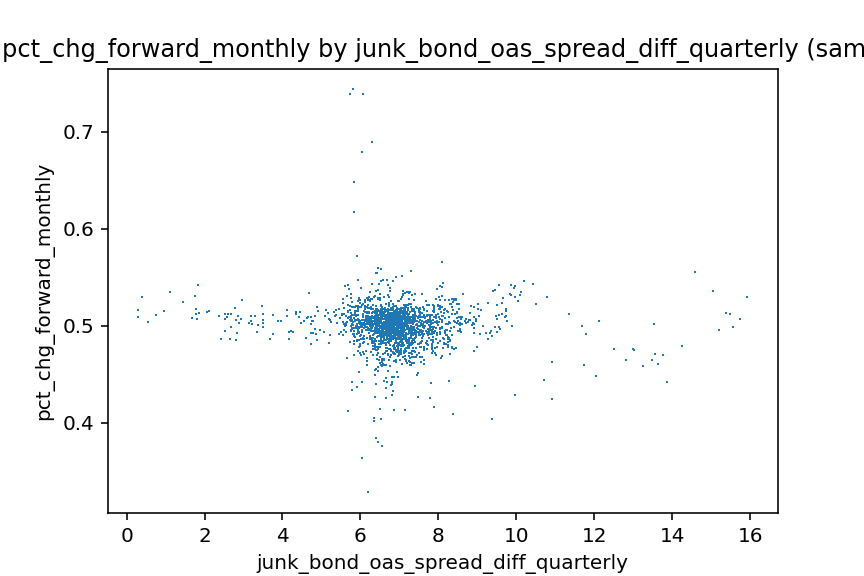 pct_chg_forward_monthly by junk_bond_oas_spread_diff_quarterly (sam
0.7
0.6
0.5
0.4
pct_chg_forward_monthly
0 2 4 6 8 10 12 14 16
junk_bond_oas_spread_diff_quarterly